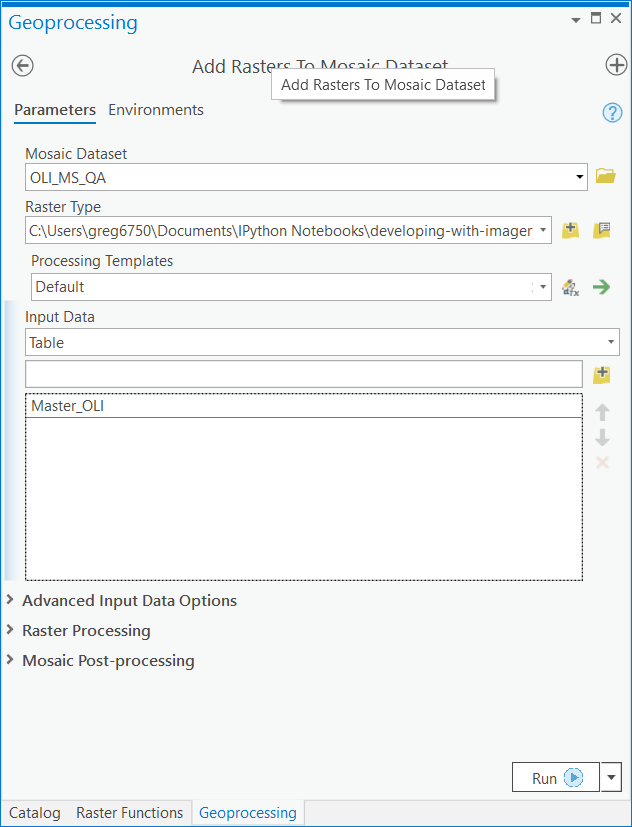 Geoprocessing
Add Rasters To Mosaic Dataset
Add Rasters To Mosaic Dataset
Parameters Environments
Mosaic Dataset
OLI_MS_QA
Raster Type
C:\Users\greg6750\Documents\IPython Notebooks\developing-with-imager
Processing Templates
Default
Input Data
Table
Master_OLI
Advanced Input Data Options
Raster Processing
Mosaic Post-processing
Run
Catalog Raster Functions Geoprocessing